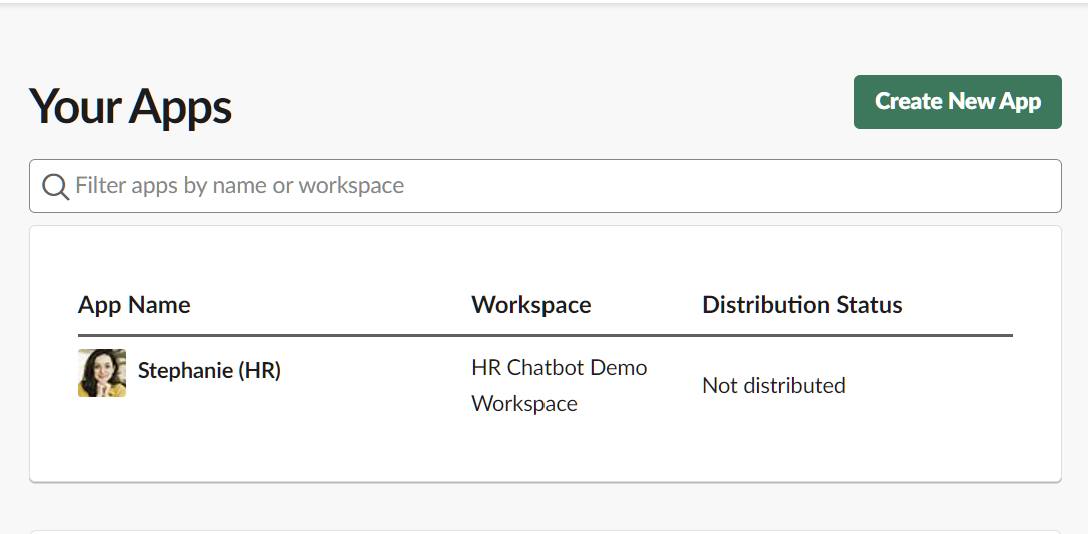 Your Apps
Create New App
Filter apps by name or workspace
App Name
Workspace
Distribution Status
Stephanie (HR)
HR Chatbot Demo
Workspace
Not distributed